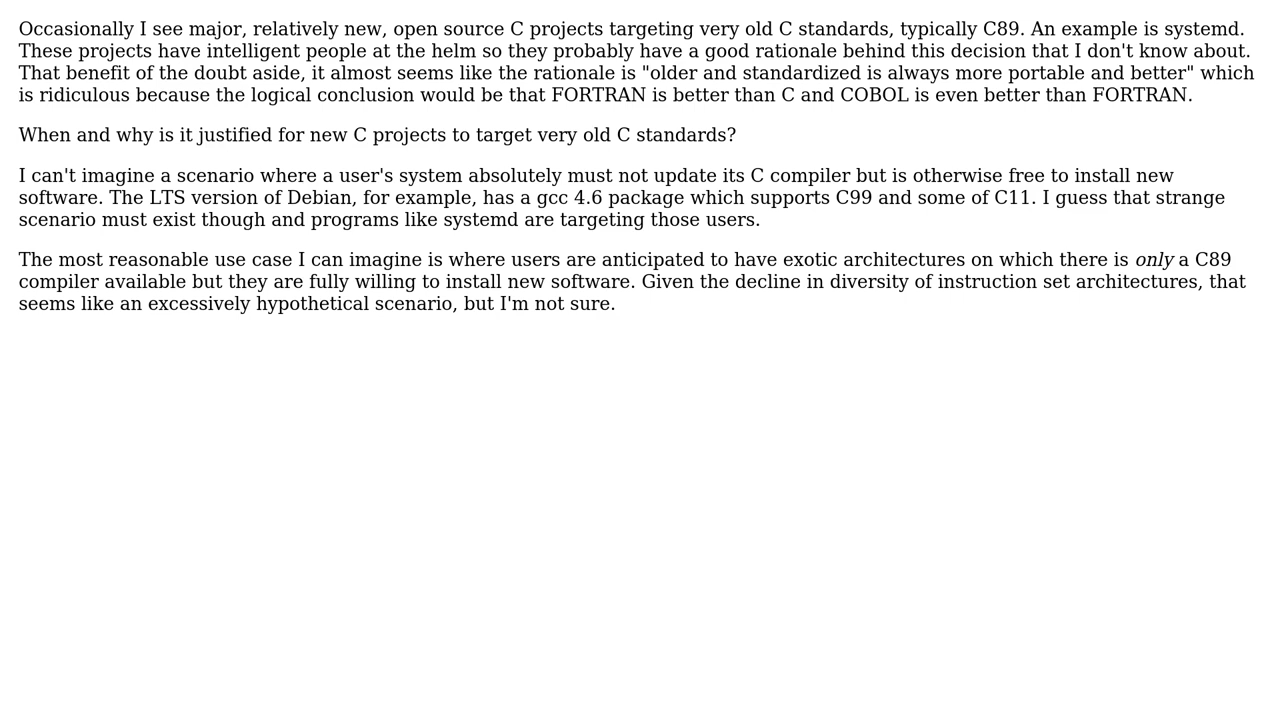 Occasionally I see major, relatively new, open source C projects targeting very old C standards, typically C89. An example is systemd.
These projects have intelligent people at the helm so they probably have a good rationale behind this decision that I don't know about.
That benefit of the doubt aside, it almost seems like the rationale is "older and standardized is always more portable and better" which
is ridiculous because the logical conclusion would be that FORTRAN is better than C and COBOL is even better than FORTRAN.
When and why is it justified for new C projects to target very old C standards?
I can't imagine a scenario where a user's system absolutely must not update its C compiler but is otherwise free to install new
software. The LTS version of Debian, for example, has a gcc 4.6 package which supports C99 and some of C11. I guess that strange
scenario must exist though and programs like systemd are targeting those users.
The most reasonable use case I can imagine is where users are anticipated to have exotic architectures on which there is only a C89
compiler available but they are fully willing to install new software. Given the decline in diversity of instruction set architectures, that
seems like an excessively hypothetical scenario, but I'm not sure.